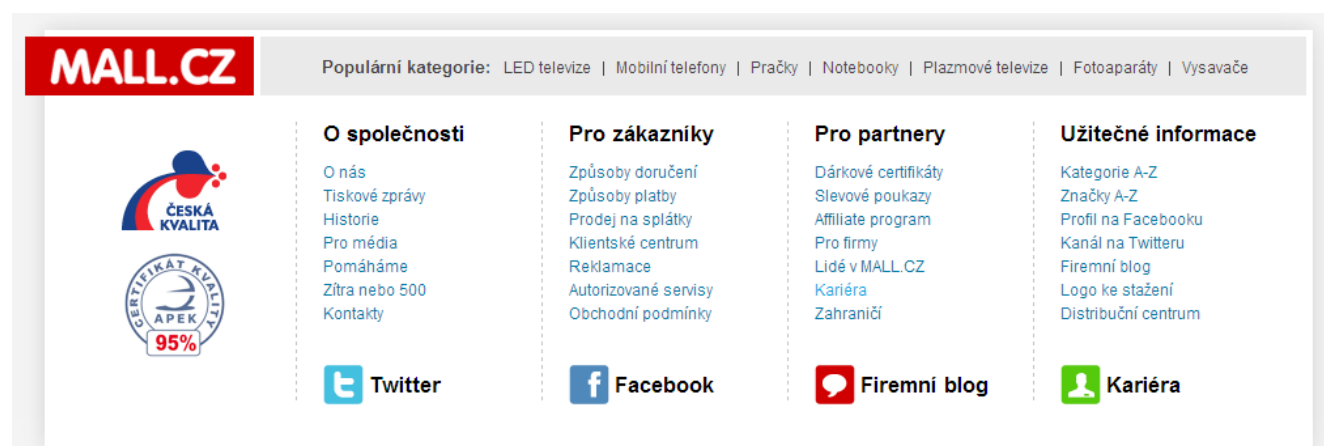 MALL.CZ
Populární kategorie: LED televize | Mobilní telefony | Pračky | Notebooky | Plazmové televize | Fotoaparáty | Vysavače
ČESKÁ
KVALITA
CERTIFIKÁT KVALITY
APEK
95%
O společnosti
O nás
Tiskové zprávy
Historie
Pro média
Pomáháme
Zítra nebo 500
Kontakty
Twitter
Pro zákazníky
Způsoby doručení
Způsoby platby
Prodej na splátky
Klientské centrum
Reklamace
Autorizované servisy
Obchodní podmínky
Facebook
Pro partnery
Dárkové certifikáty
Slevové poukazy
Affiliate program
Pro firmy
Lidé v MALL.CZ
Kariéra
Zahraničí
Firemní blog
Užitečné informace
Kategorie A-Z
Značky A-Z
Profil na Facebooku
Kanál na Twitteru
Firemní blog
Logo ke stažení
Distribuční centrum
Kariéra